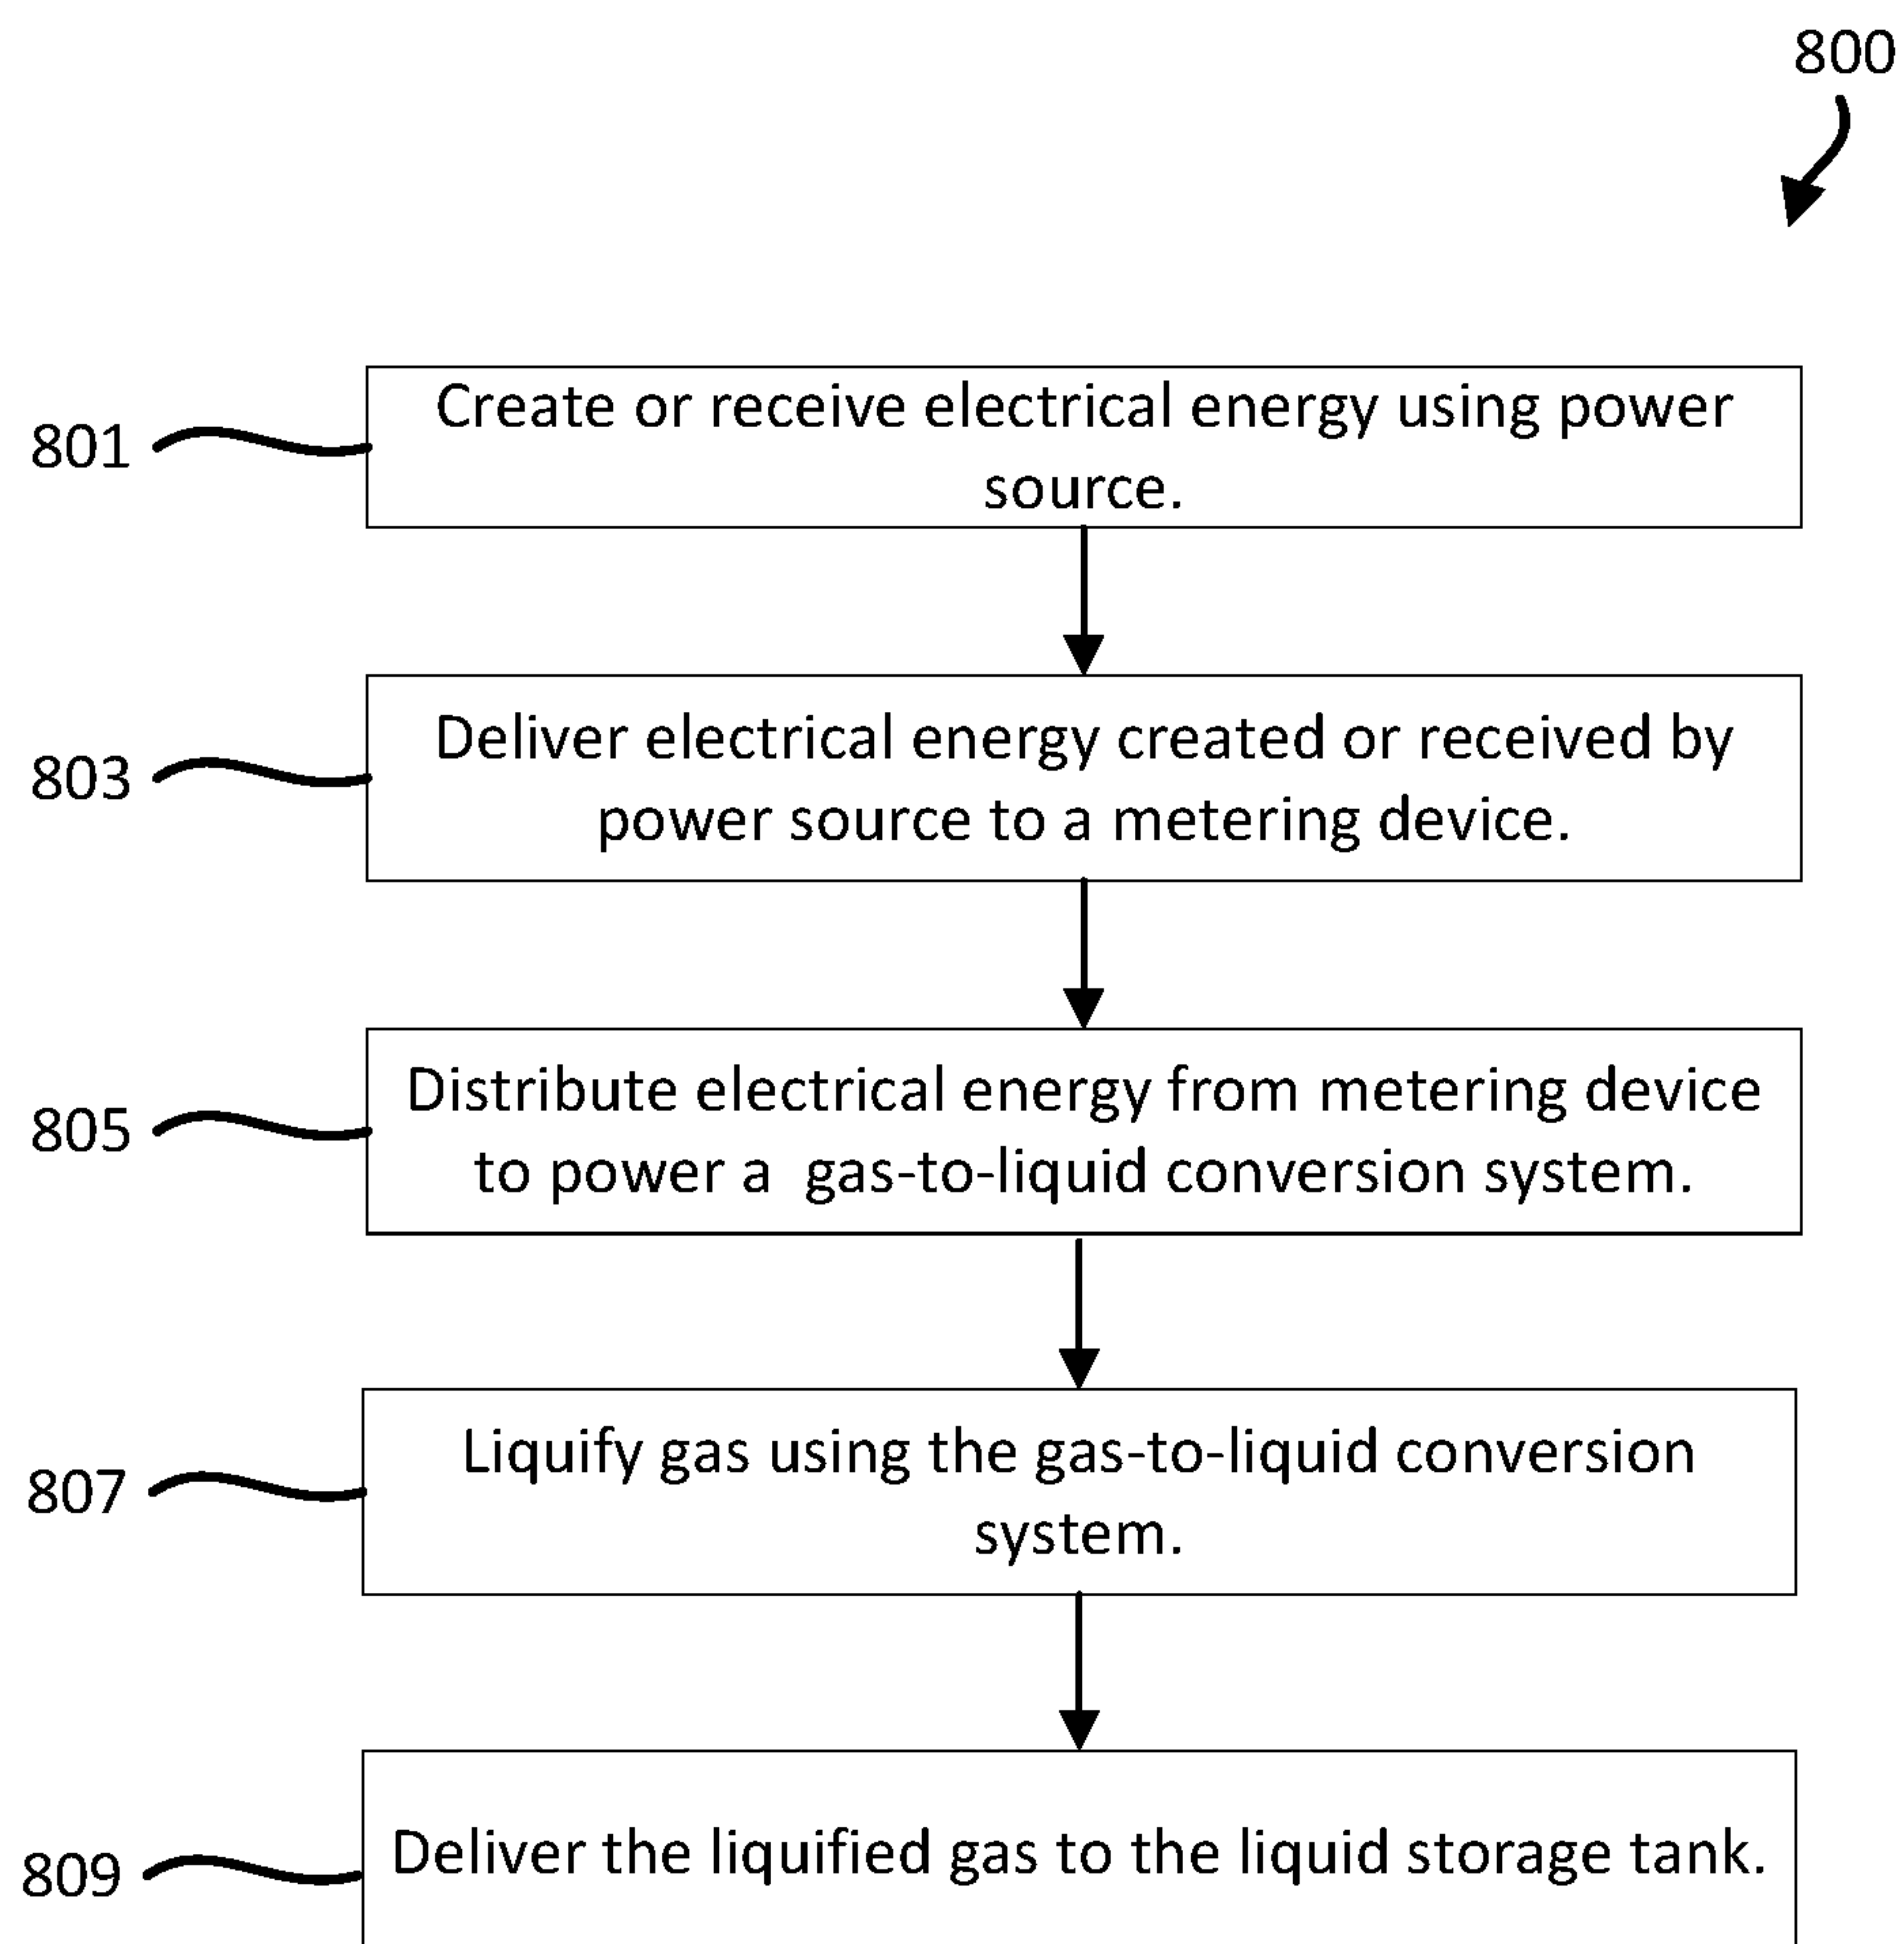 800
801
Create or receive electrical energy using power
source.
803
Deliver electrical energy created or received by
power source to a metering device.
805
Distribute electrical energy from metering device
to power a gas-to-liquid conversion system.
807
Liquify gas using the gas-to-liquid conversion
system.
809
Deliver the liquified gas to the liquid storage tank.